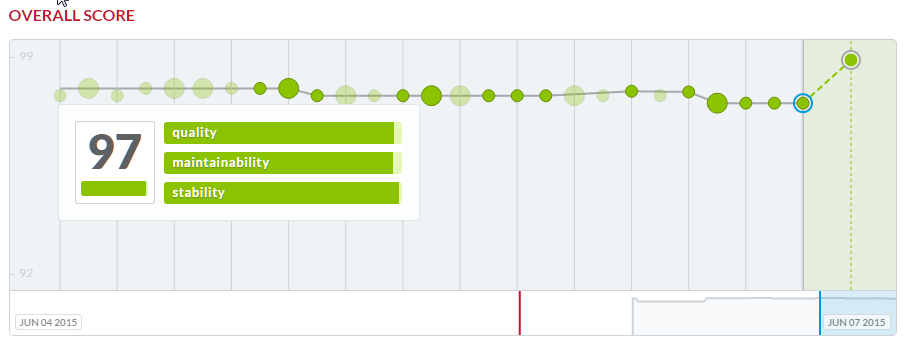 OVERALL SCORE
99
97
quality
maintainability
stability
92
JUN 04 2015
JUN 07 2015